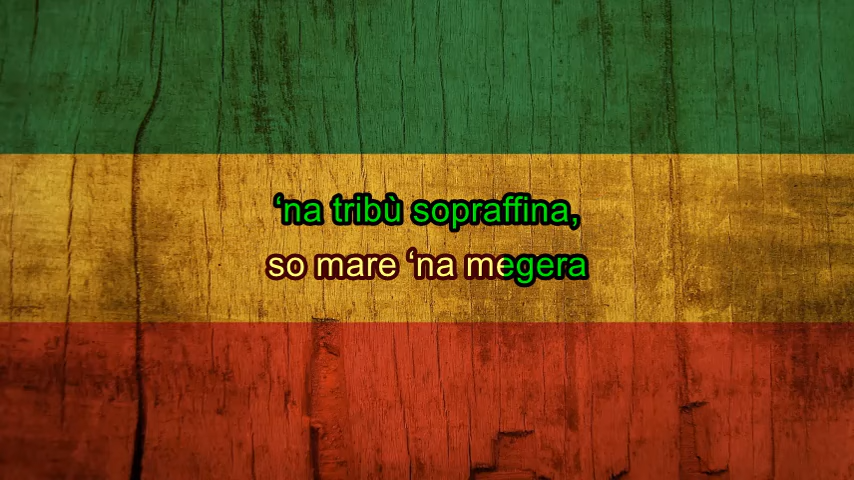 ‘na tribù sopraffina,
so mare ‘na megera